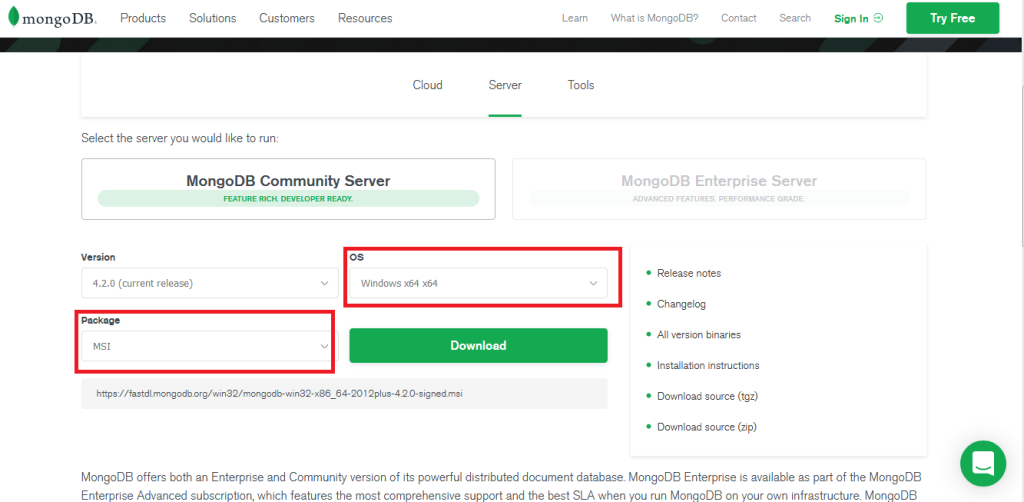 mongoDB. Products Solutions Customers Resources Learn What is MongoDB? Contact Search Sign In Try Free
Cloud Server Tools
Select the server you would like to run:
MongoDB Community Server
FEATURE RICH. DEVELOPER READY.
MongoDB Enterprise Server
ADVANCED FEATURES. PERFORMANCE GRADE.
Version
4.2.0 (current release)
OS
Windows x64 x64
Package
MSI
Download
https://fastdl.mongodb.org/win32/mongodb-win32-x86_64-2012plus-4.2.0-signed.msi
Release notes
Changelog
All version binaries
Installation instructions
Download source (tgz)
Download source (zip)
MongoDB offers both an Enterprise and Community version of its powerful distributed document database. MongoDB Enterprise is available as part of the MongoDB
Enterprise Advanced subscription, which features the most comprehensive support and the best SLA when you run MongoDB on your own infrastructure. MongoDB